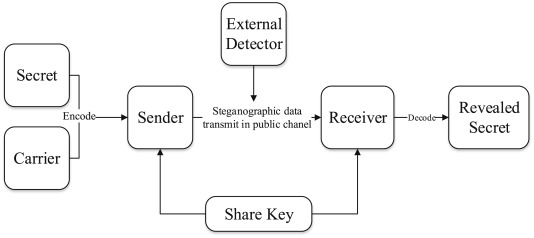 External
Detector
Secret
Encode
Carrier
Sender
Steganographic data
transmit in public chanel
Receiver
Decode
Revealed
Secret
Share Key